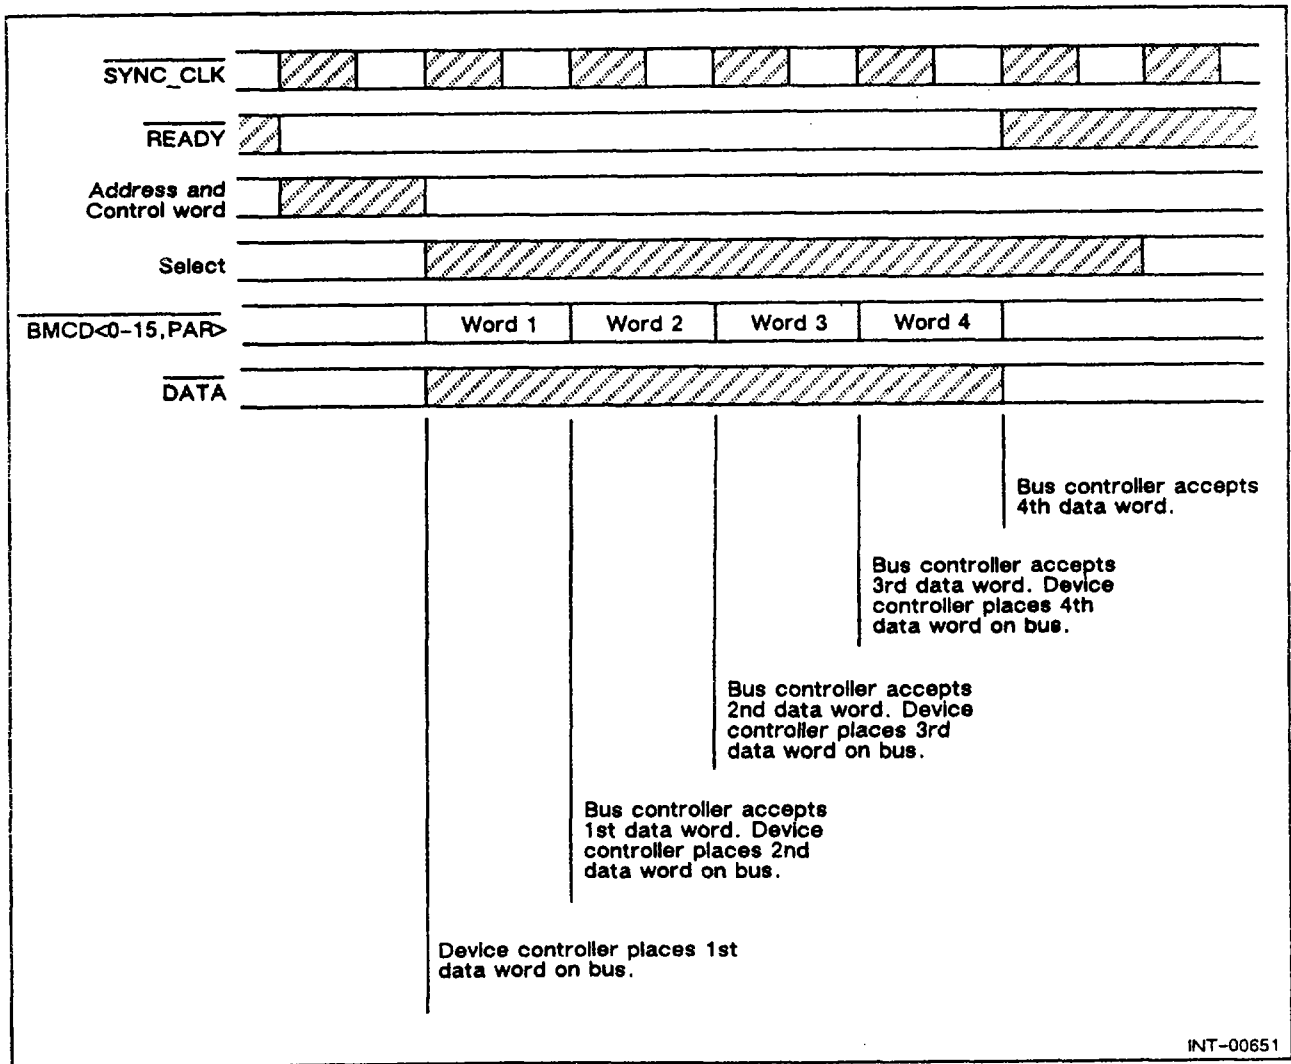 SYNC_CLK
READY
Address and
Control word
Select
BMCD<0-15,PAR>
Word 1 Word 2 Word 3 Word 4
DATA
Bus controller accepts
4th data word.
Bus controller accepts
3rd data word. Device
controller places 4th
data word on bus.
Bus controller accepts
2nd data word. Device
controller places 3rd
data word on bus.
Bus controller accepts
1st data word. Device
controller places 2nd
data word on bus.
Device controller places 1st
data word on bus.
INT-00651